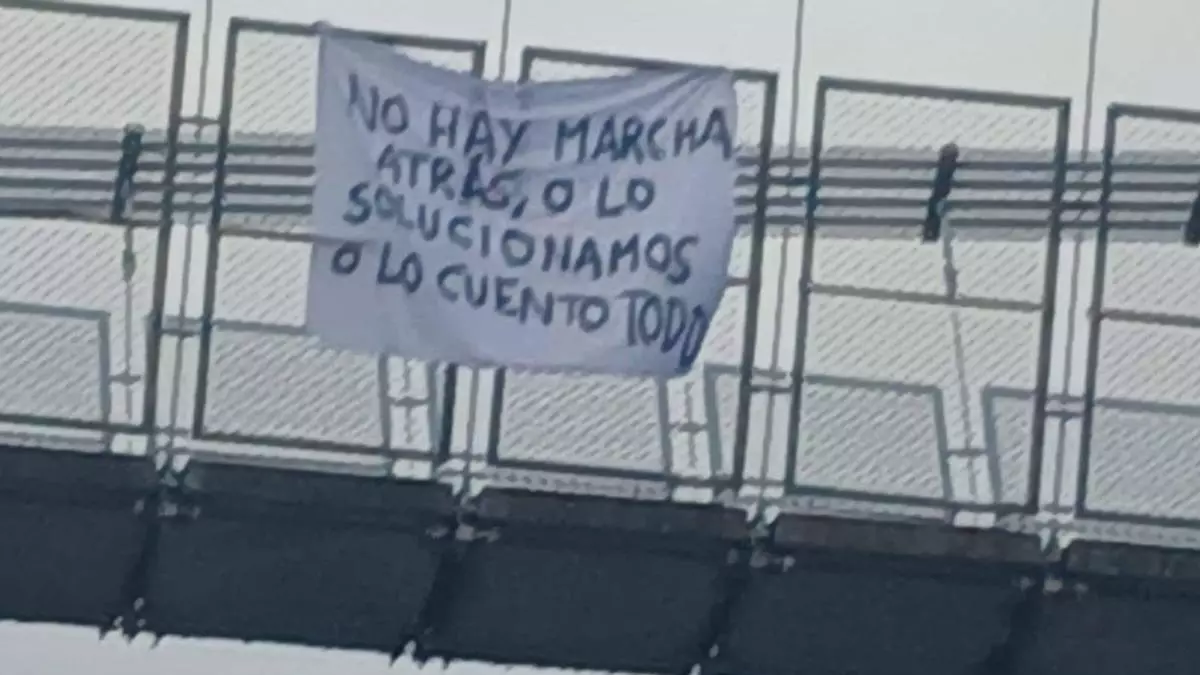 NO HAY MARCHA
ATRÁS, O LO
SOLUCIONAMOS
O LO CUENTO TODO